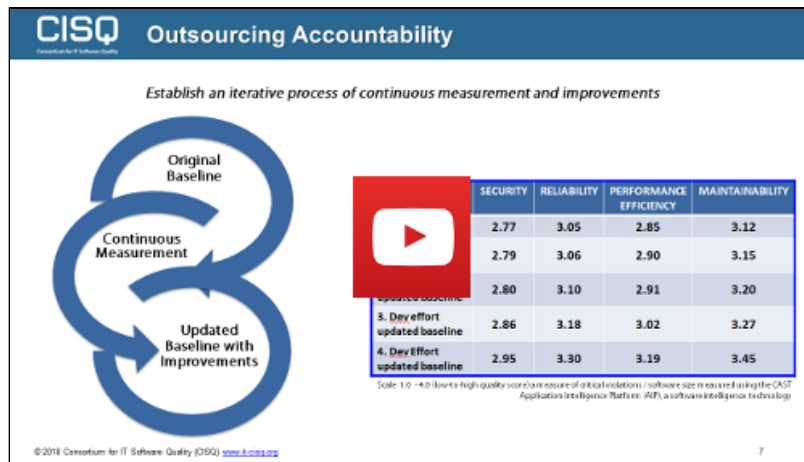 CISQ
Consortium for IT Software Quality
Outsourcing Accountability
Establish an iterative process of continuous measurement and improvements
Original
Baseline
Continuous
Measurement
Updated
Baseline with
Improvements
SECURITY RELIABILITY PERFORMANCE EFFICIENCY MAINTAINABILITY
2.77 3.05 2.85 3.12
2.79 3.06 2.90 3.15
updated baseline 2.80 3.10 2.91 3.20
3. Dev effort
updated baseline 2.86 3.18 3.02 3.27
4. Dev Effort
updated baseline 2.95 3.30 3.19 3.45
Scale: 1.0 – 4.0 (low-to-high quality score) a measure of critical violations / software size measured using the CAST
Application Intelligence Platform (AIP), a software intelligence technology
©2018 Consortium for IT Software Quality (CISQ) www.it-cisq.org
7